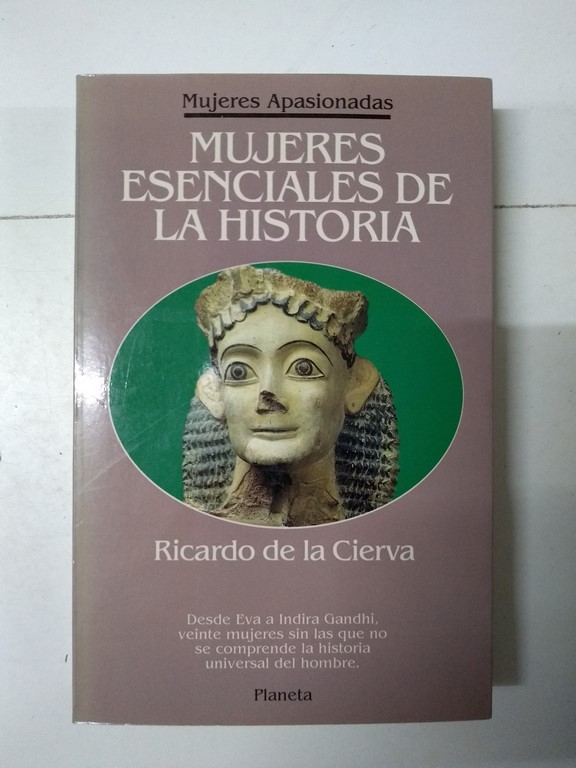 Mujeres Apasionadas
MUJERES
ESENCIALES DE
LA HISTORIA
Ricardo de la Cierva
Desde Eva a Indira Gandhi,
veinte mujeres sin las que no
se comprende la historia
universal del hombre.
Planeta